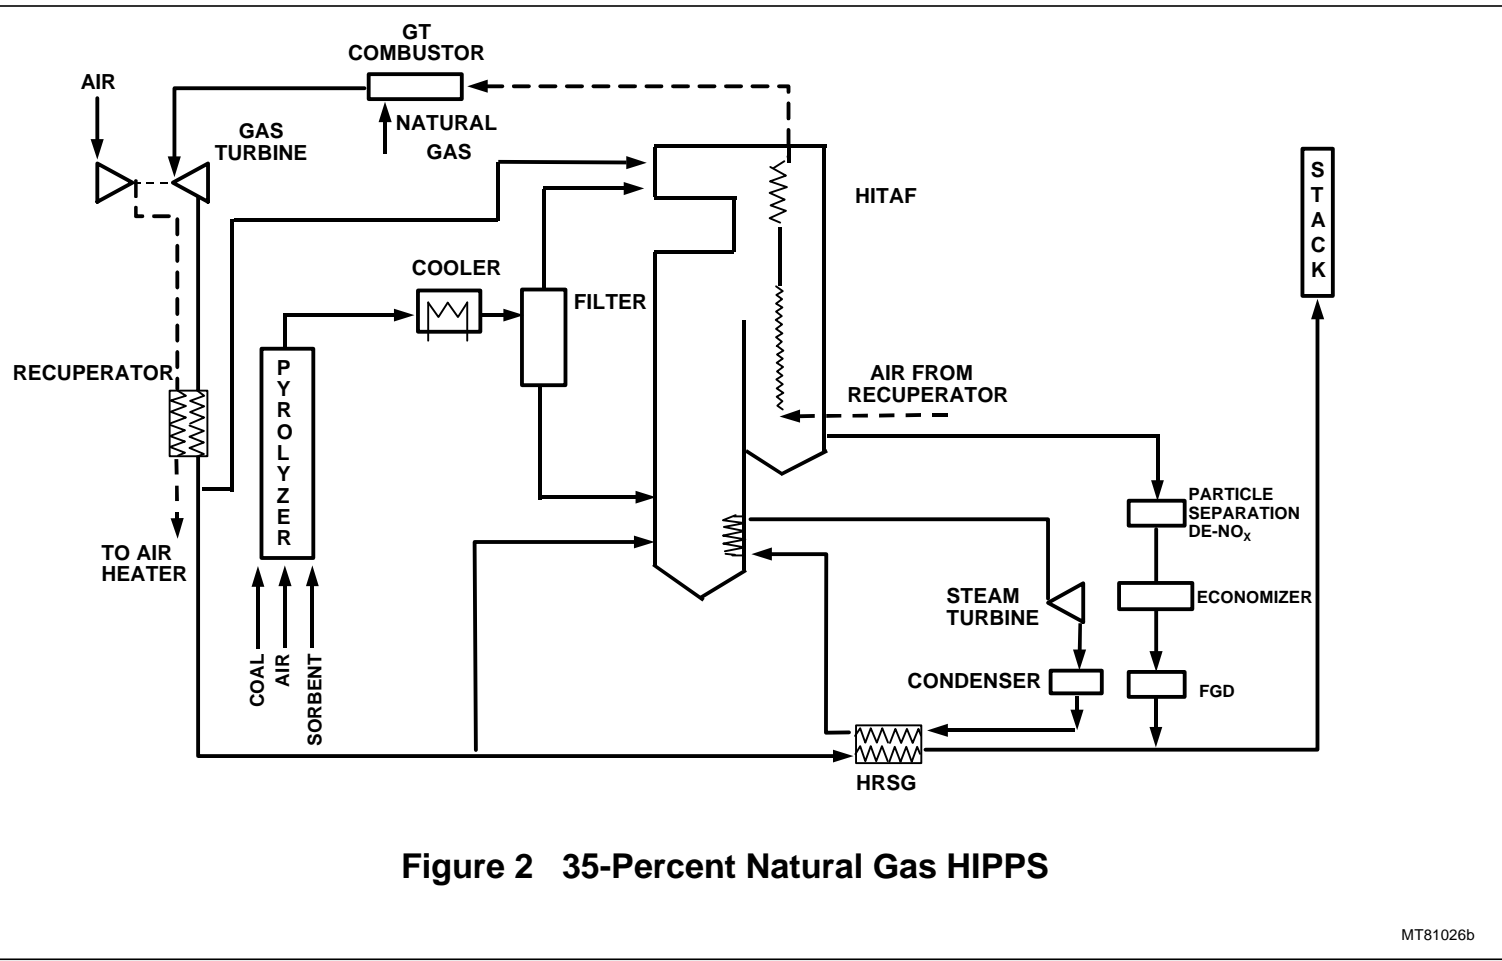 GT
COMBUSTOR
AIR
NATURAL
GAS
GAS
TURBINE
HITAF
S
T
A
C
K
COOLER
FILTER
RECUPERATOR
P
Y
R
O
L
Y
Z
E
R
AIR FROM
RECUPERATOR
PARTICLE
SEPARATION
DE-NOX
TO AIR
HEATER
STEAM
TURBINE
ECONOMIZER
COAL
AIR
SORBENT
CONDENSER
FGD
HRSG
Figure 2 35-Percent Natural Gas HIPPS
MT81026b